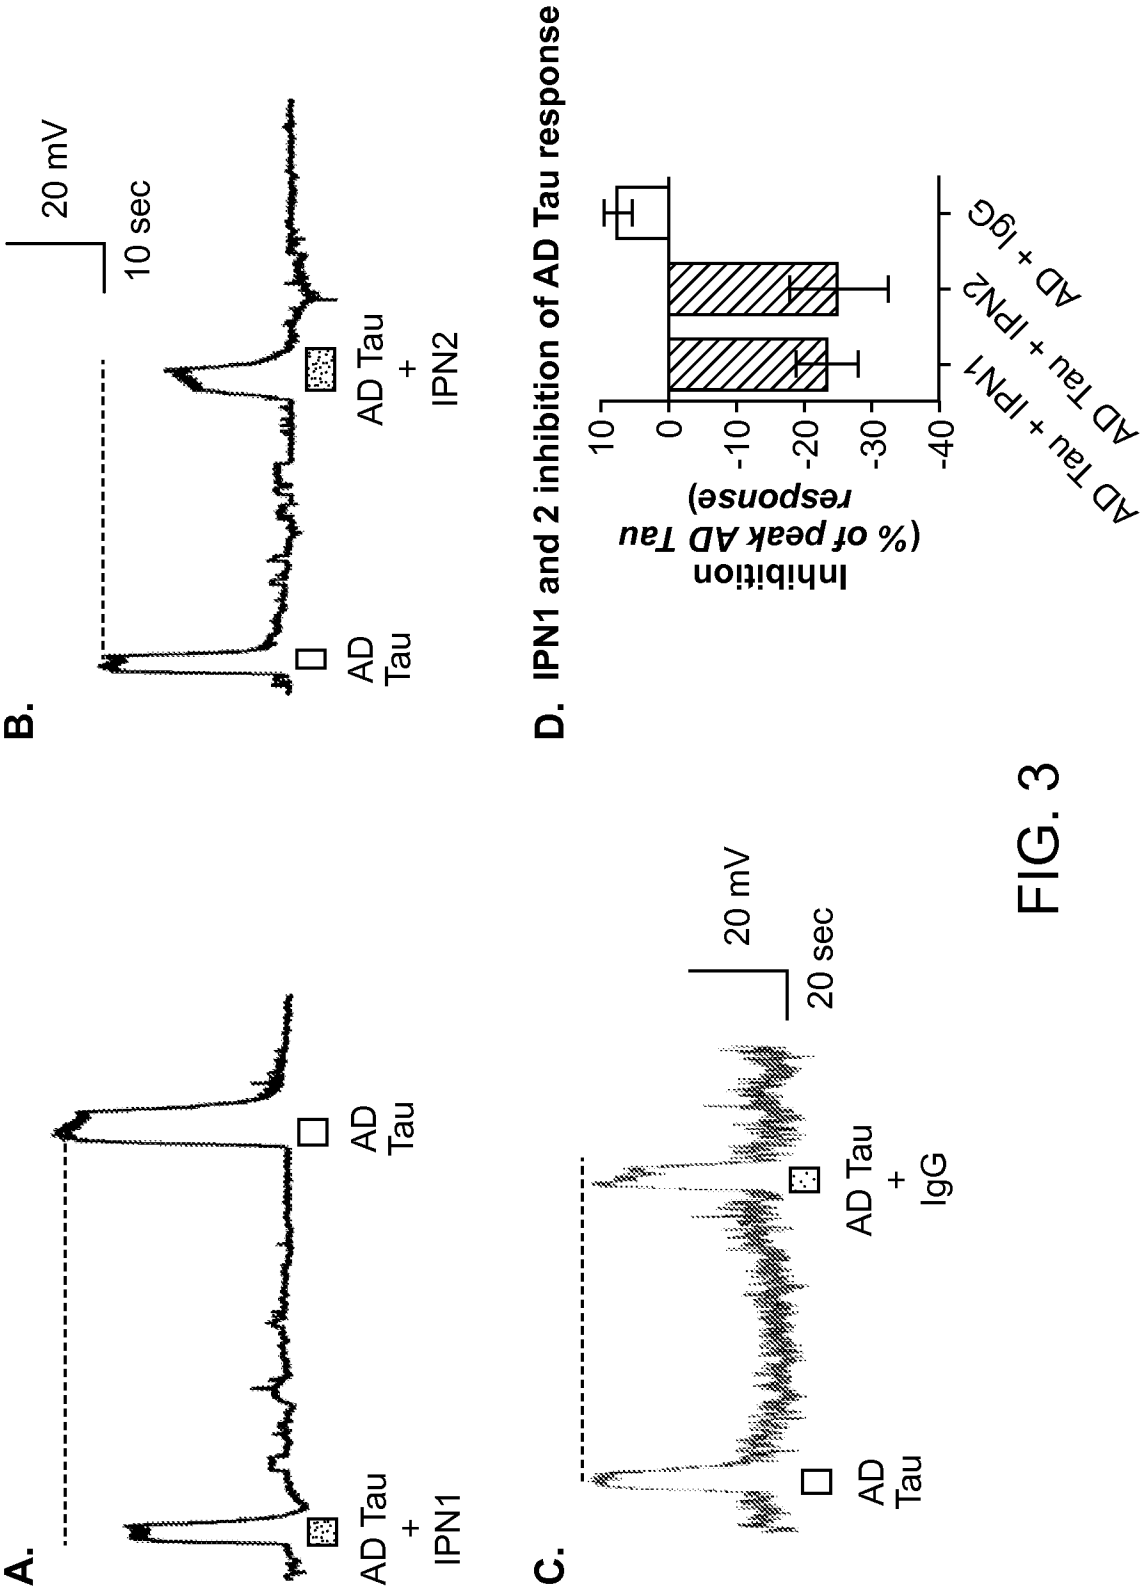 A.
AD Tau
+
IPN1
AD
Tau
B.
20 mV
10 sec
AD
Tau
AD Tau
+
IPN2
C.
20 mV
20 sec
AD
Tau
AD Tau
+
IgG
D. IPN1 and 2 inhibition of AD Tau response
Inhibition
(% of peak AD Tau
response)
10
0
-10
-20
-30
-40
AD Tau + IPN1
AD Tau + IPN2
AD + IgG
FIG. 3